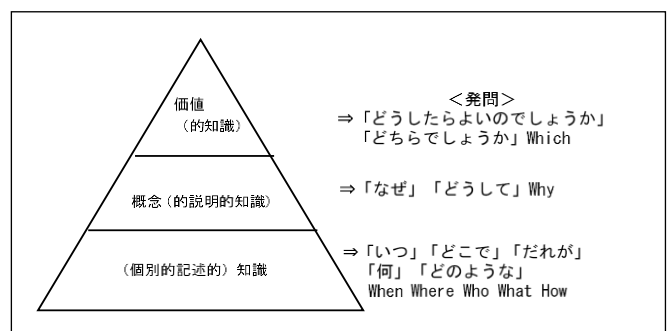 価値
（的知識）
概念（的説明的知識）
（個別的記述的）知識
＜発問＞
⇒「どうしたらよいのでしょうか」
「どちらでしょうか」Which
⇒「なぜ」「どうして」Why
⇒「いつ」「どこで」「だれが」
「何」「どのような」
When Where Who What How